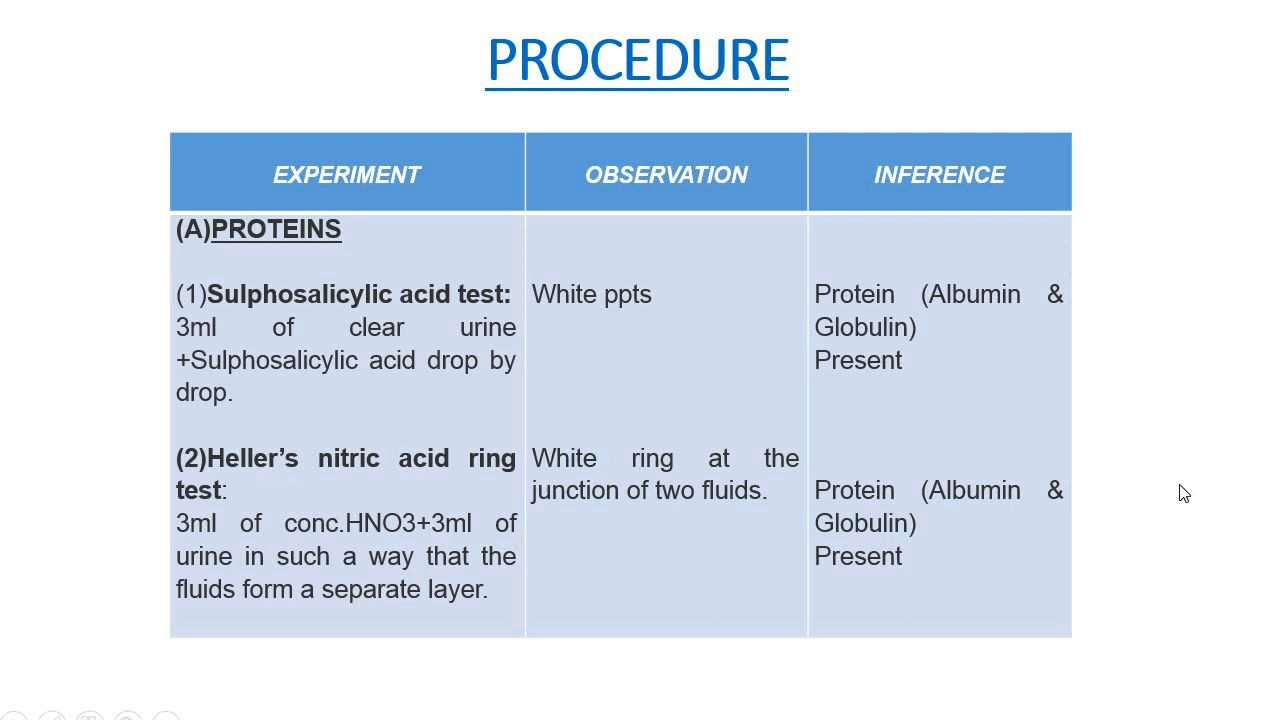 PROCEDURE
EXPERIMENT
OBSERVATION
INFERENCE
(A)PROTEINS
(1)Sulphosalicylic acid test:
3ml of clear urine
+Sulphosalicylic acid drop by
drop.
White ppts
Protein (Albumin &
Globulin)
Present
(2)Heller’s nitric acid ring
test:
3ml of conc.HNO3+3ml of
urine in such a way that the
fluids form a separate layer.
White ring at the
junction of two fluids.
Protein (Albumin &
Globulin)
Present